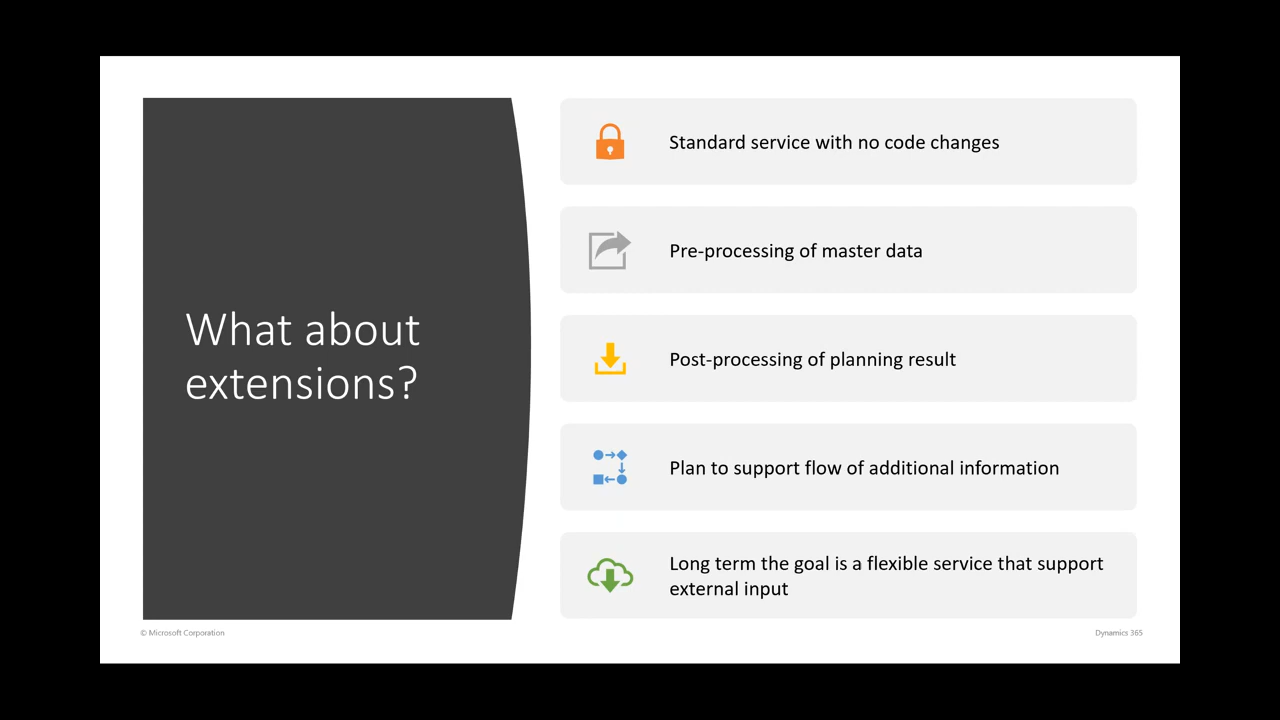 What about
extensions?
Standard service with no code changes
Pre-processing of master data
Post-processing of planning result
Plan to support flow of additional information
Long term the goal is a flexible service that support
external input
© Microsoft Corporation
Dynamics 365